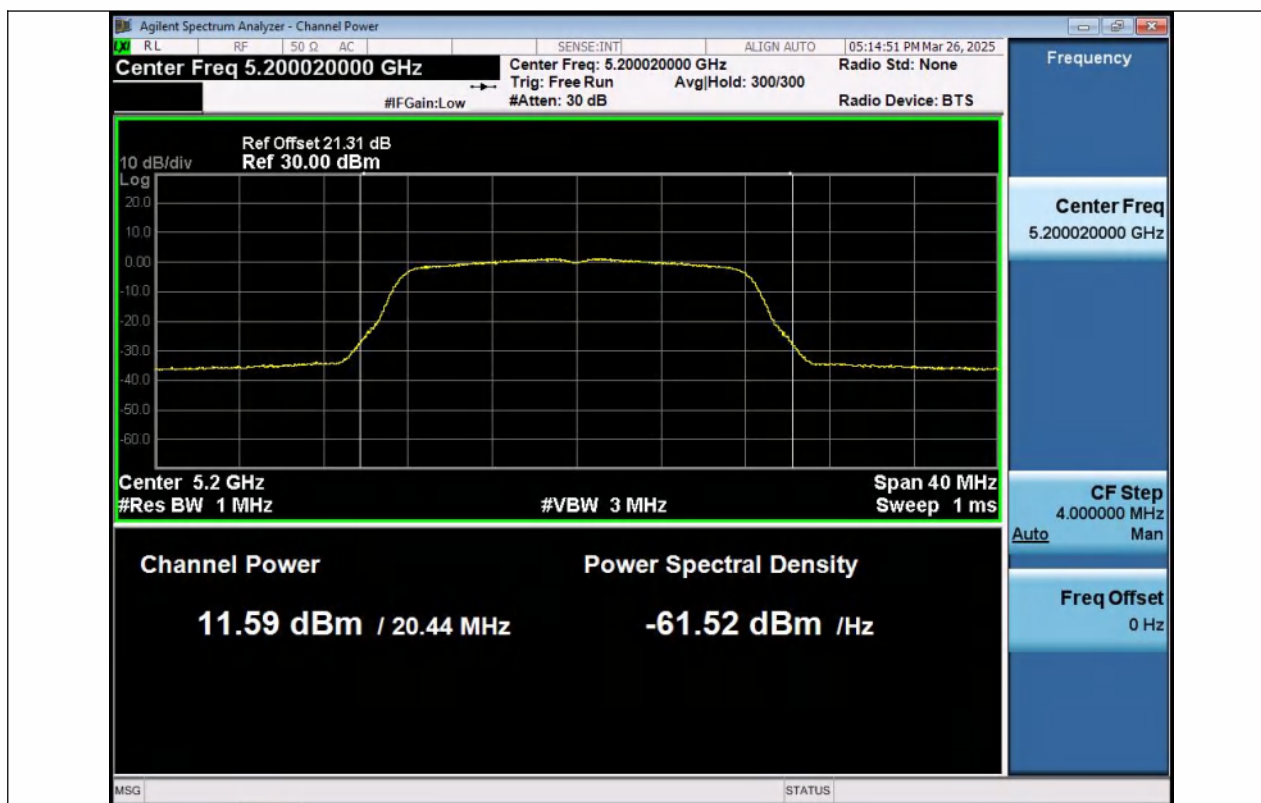 Agilent Spectrum Analyzer - Channel Power
LXI RL RF 50 Ω AC SENSE:INT ALIGN AUTO 05:14:51 PM Mar 26, 2025
Center Freq 5.200020000 GHz
#IFGain:Low
Center Freq: 5.200020000 GHz
Trig: Free Run Avg|Hold: 300/300
#Atten: 30 dB
Radio Std: None
Radio Device: BTS
Ref Offset 21.31 dB
10 dB/div Ref 30.00 dBm
Log
20.0
10.0
0.00
-10.0
-20.0
-30.0
-40.0
-50.0
-60.0
Center 5.2 GHz Span 40 MHz
#Res BW 1 MHz #VBW 3 MHz Sweep 1 ms
Channel Power Power Spectral Density
11.59 dBm / 20.44 MHz -61.52 dBm /Hz
Frequency
Center Freq
5.200020000 GHz
CF Step
4.000000 MHz
Auto Man
Freq Offset
0 Hz
MSG STATUS